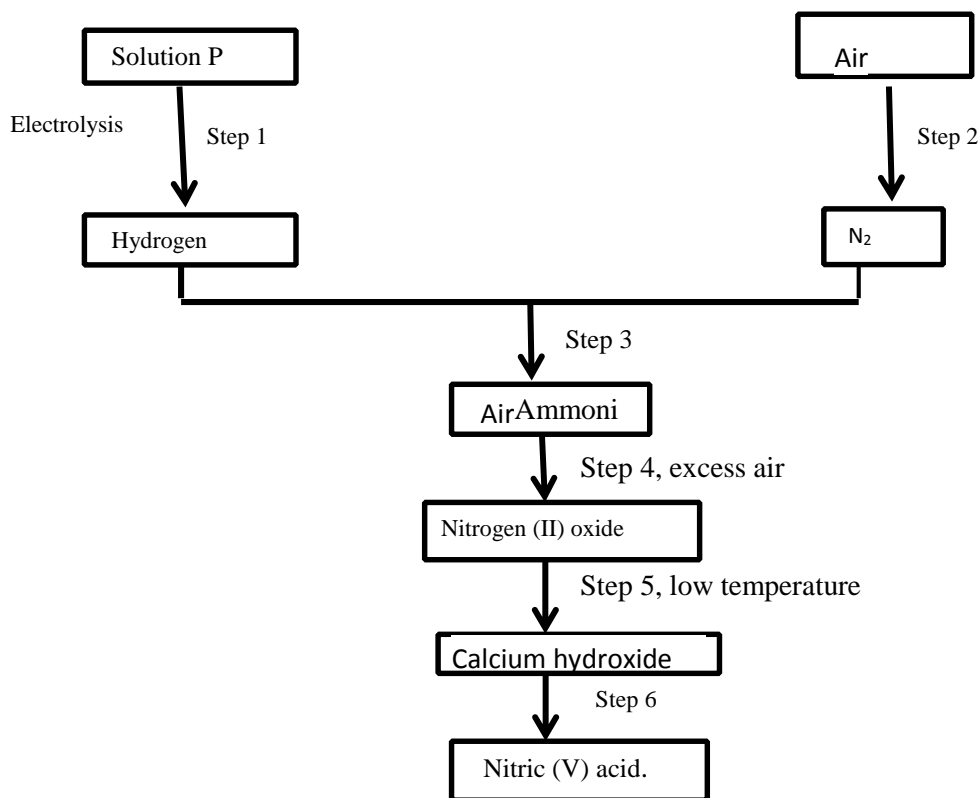 Solution P
Air
Electrolysis
Step 1
Step 2
Hydrogen
N₂
Step 3
AirAmmoni
Step 4, excess air
Nitrogen (II) oxide
Step 5, low temperature
Calcium hydroxide
Step 6
Nitric (V) acid.